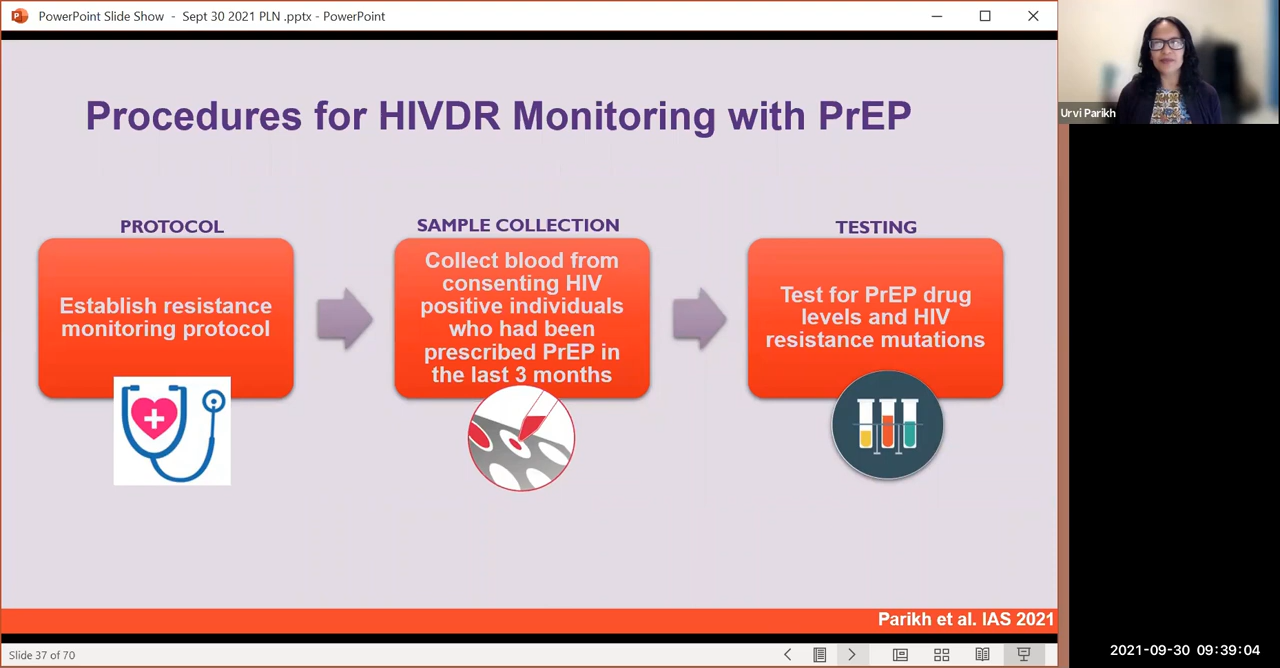 PowerPoint Slide Show - Sept 30 2021 PLN .pptx - PowerPoint
Procedures for HIVDR Monitoring with PrEP
PROTOCOL
Establish resistance
monitoring protocol
SAMPLE COLLECTION
Collect blood from
consenting HIV
positive individuals
who had been
prescribed PrEP in
the last 3 months
TESTING
Test for PrEP drug
levels and HIV
resistance mutations
Parikh et al. IAS 2021
Slide 37 of 70
Urvi Parikh
2021-09-30 09:39:04